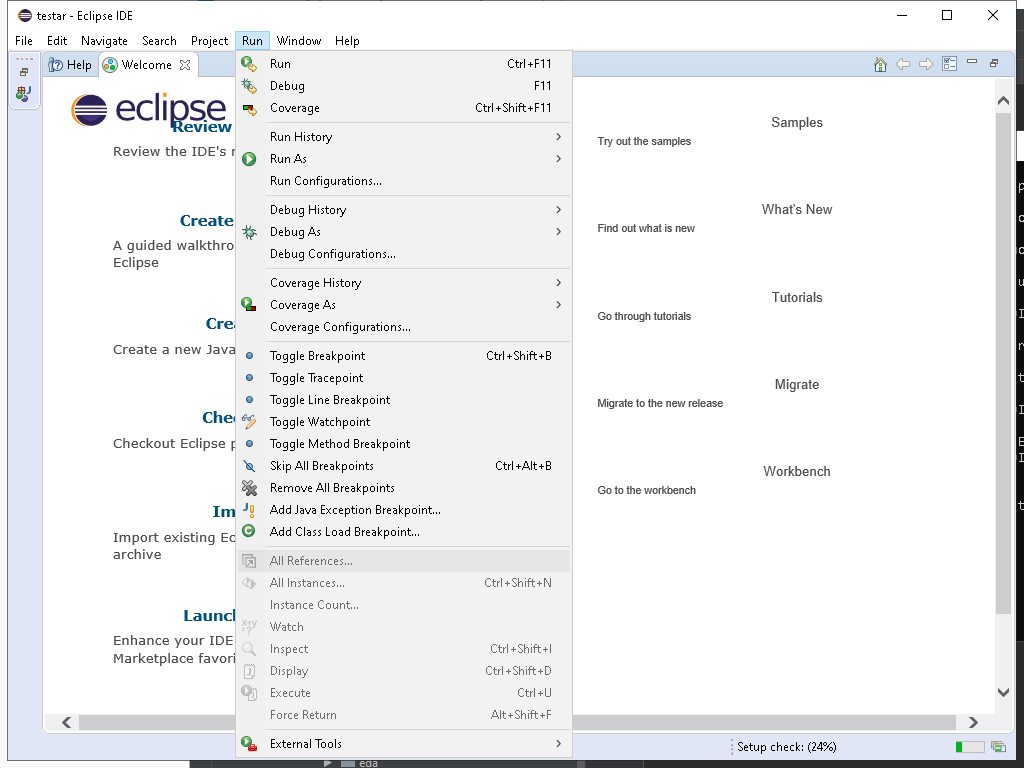 testar - Eclipse IDE
File Edit Navigate Search Project Run Window Help
Help Welcome
eclipse
Review
Review the IDE's
Create
A guided walkthro
Eclipse
Create a new Java
Checkout Eclipse
Im
Import existing Ec
archive
Launch
Enhance your IDE
Marketplace favori
Run Ctrl+F11
Debug F11
Coverage Ctrl+Shift+F11
Run History
Run As
Run Configurations...
Debug History
Debug As
Debug Configurations...
Coverage History
Coverage As
Coverage Configurations...
Toggle Breakpoint Ctrl+Shift+B
Toggle Tracepoint
Toggle Line Breakpoint
Toggle Watchpoint
Toggle Method Breakpoint
Skip All Breakpoints Ctrl+Alt+B
Remove All Breakpoints
Add Java Exception Breakpoint...
Add Class Load Breakpoint...
All References...
All Instances... Ctrl+Shift+N
Instance Count...
Watch
Inspect Ctrl+Shift+I
Display Ctrl+Shift+D
Execute Ctrl+U
Force Return Alt+Shift+F
External Tools
Samples
Try out the samples
What's New
Find out what is new
Tutorials
Go through tutorials
Migrate
Migrate to the new release
Workbench
Go to the workbench
Setup check: (24%)
eda